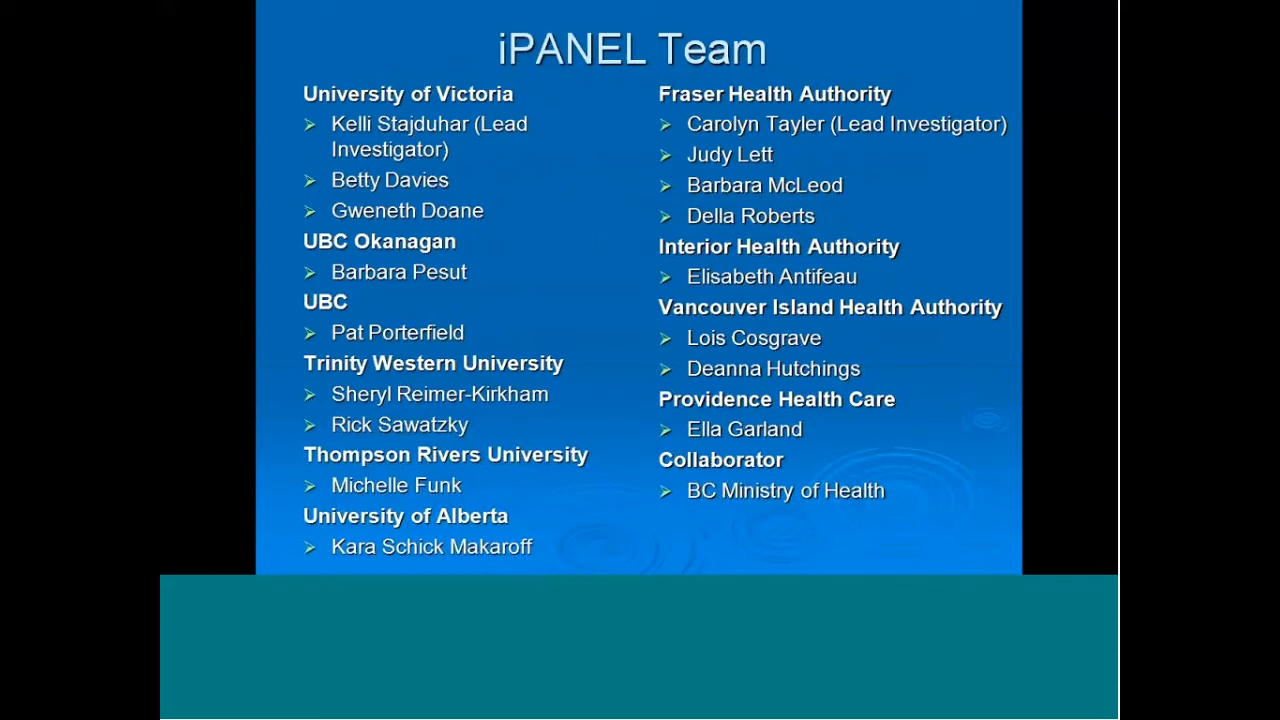 iPANEL Team
University of Victoria
Kelli Stajduhar (Lead
Investigator)
Betty Davies
Gweneth Doane
UBC Okanagan
Barbara Pesut
UBC
Pat Porterfield
Trinity Western University
Sheryl Reimer-Kirkham
Rick Sawatzky
Thompson Rivers University
Michelle Funk
University of Alberta
Kara Schick Makaroff
Fraser Health Authority
Carolyn Tayler (Lead Investigator)
Judy Lett
Barbara McLeod
Della Roberts
Interior Health Authority
Elisabeth Antifeau
Vancouver Island Health Authority
Lois Cosgrave
Deanna Hutchings
Providence Health Care
Ella Garland
Collaborator
BC Ministry of Health